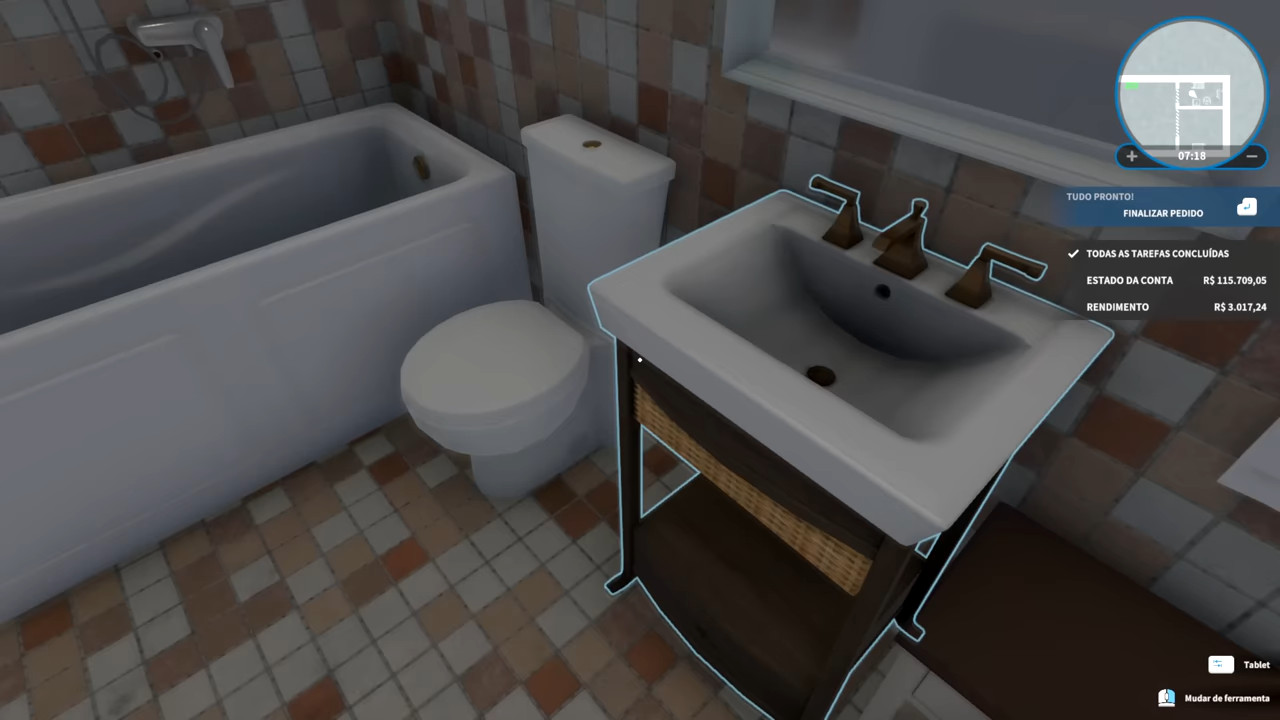 07:18
TUDO PRONTO!
FINALIZAR PEDIDO
TODAS AS TAREFAS CONCLUÍDAS
ESTADO DA CONTA R$ 115.709,05
RENDIMENTO R$ 3.017,24
Tablet
Mudar de ferramenta